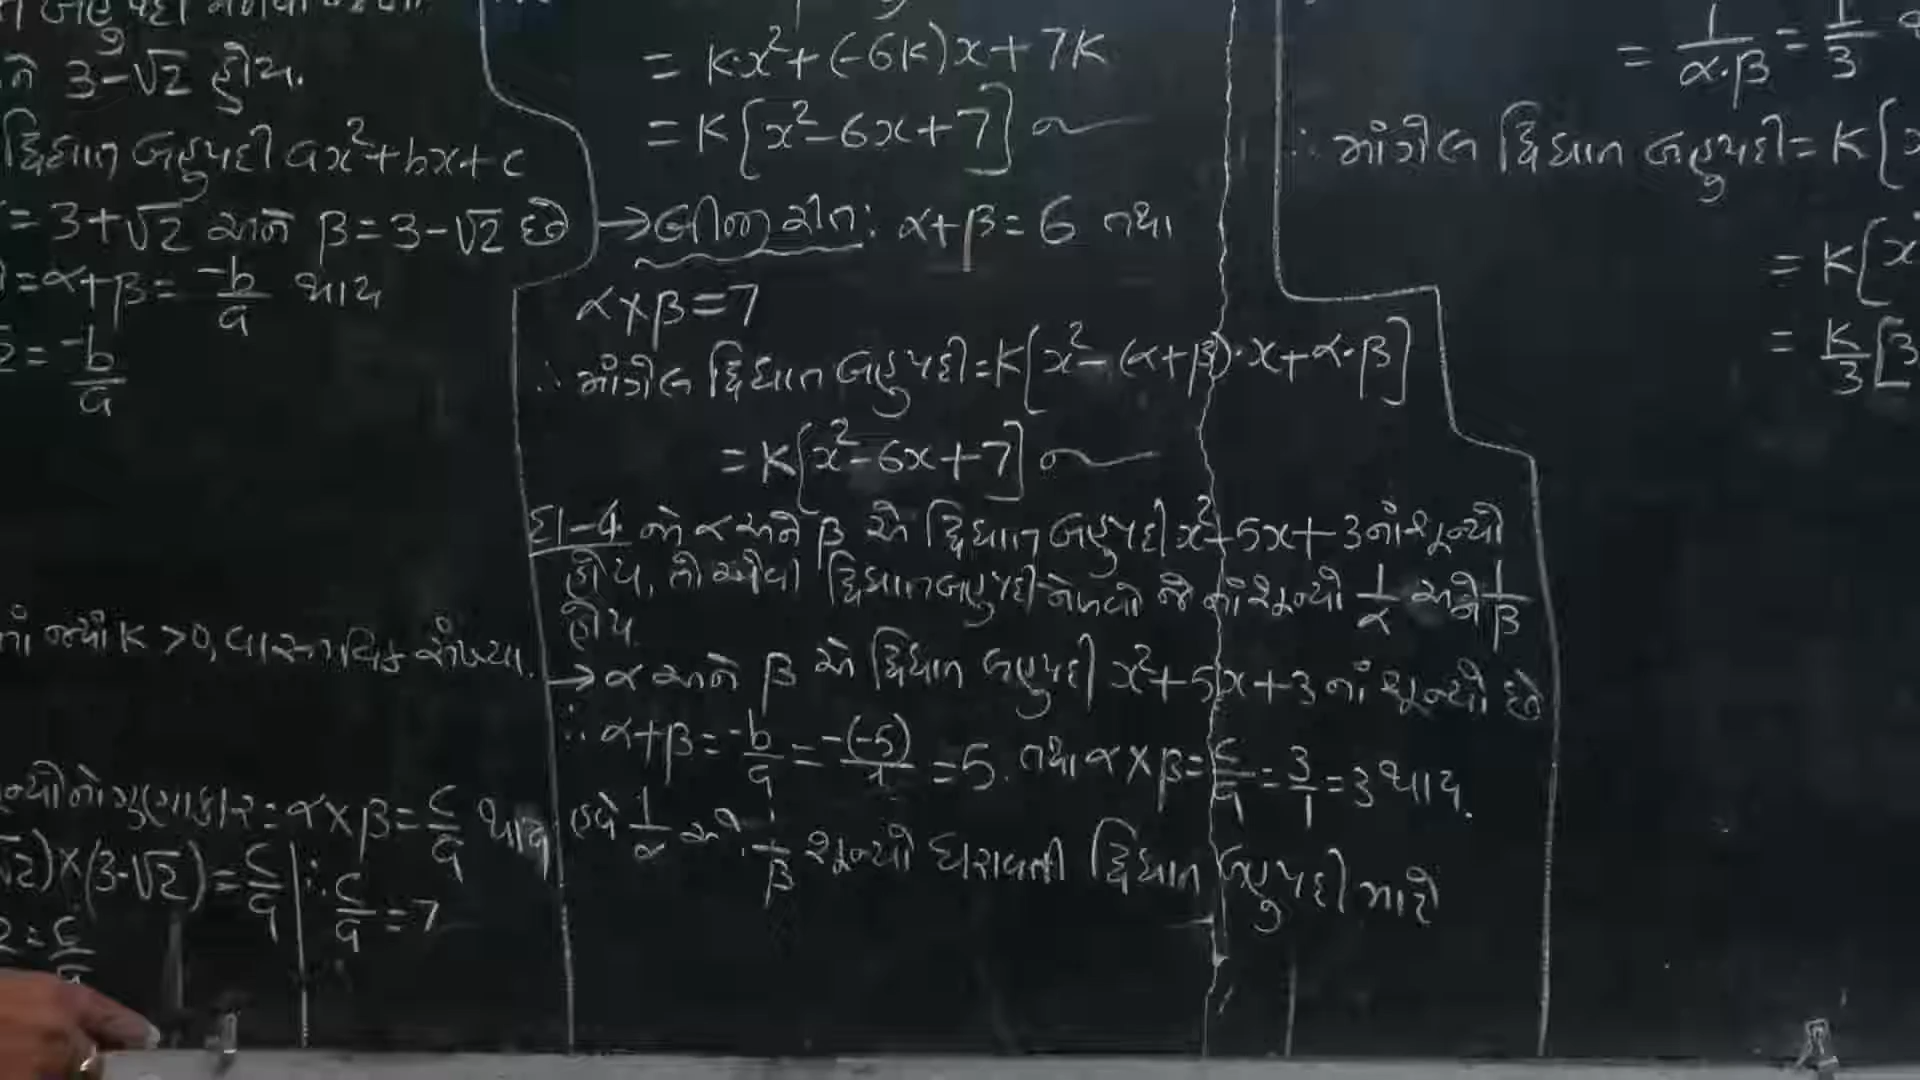 3-√2 હોય.
દ્વિઘાત બહુપદી ax²+bx+c
= 3+√2 અને β=3-√2 છે
=α+β= -b/a થાય
= -b/a
જ્યાં K >0, વાસ્તવિક સંખ્યા.
ગુણાકાર = α×β= c/a થાય
√2)×(3-√2)= c/a ∴ c/a =7
2= c/a
= K·x²+(-6K)x+7K
=K[x²-6x+7]
→બીજી રીત: α+β=6 તથા
α×β=7
∴ માંગેલ દ્વિઘાત બહુપદી=K[x²-(α+β)·x+α·β]
=K[x²-6x+7]
દા-4 જો α અને β એ દ્વિઘાત બહુપદી x²-5x+3નાં શૂન્યો
હોય, તો એવી દ્વિઘાત બહુપદી મેળવો જેનાં શૂન્યો 1/α અને 1/β
હોય
→α અને β એ દ્વિઘાત બહુપદી x²+5x+3 નાં શૂન્યો છે
∴ α+β= -b/a = -(-5)/1 =5. તથા α×β= c/a = 3/1 =3 થાય.
હવે 1/α અને 1/β શૂન્યો ધરાવતી દ્વિઘાત બહુપદી માટે
= 1/α·β = 1/3
∴ માંગેલ દ્વિઘાત બહુપદી= K[x
= K[x
= K/3[3